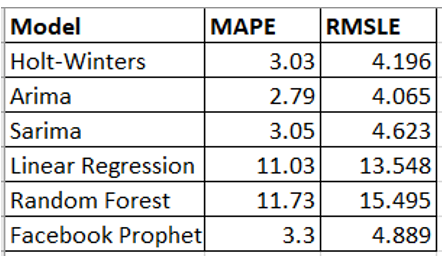 Model MAPE RMSLE
Holt-Winters 3.03 4.196
Arima 2.79 4.065
Sarima 3.05 4.623
Linear Regression 11.03 13.548
Random Forest 11.73 15.495
Facebook Prophet 3.3 4.889